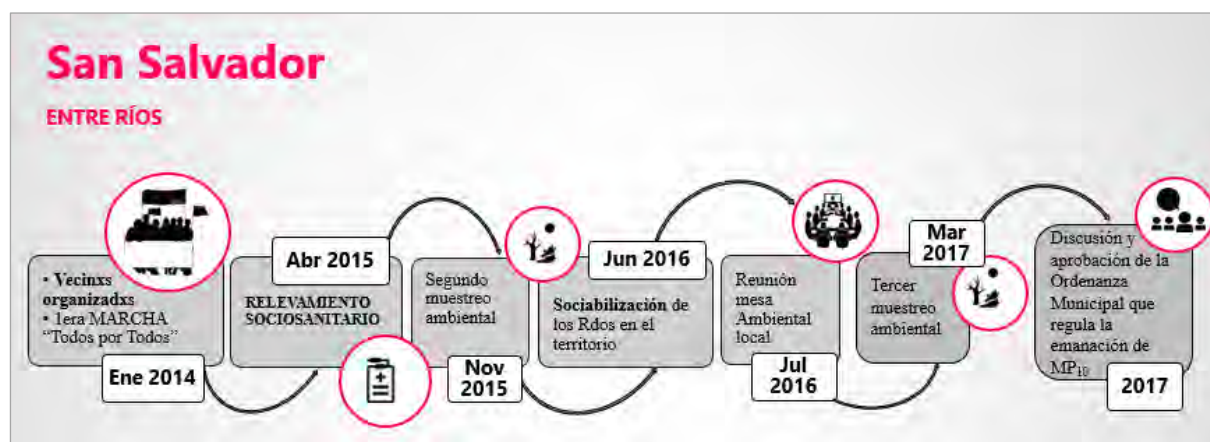 San Salvador
ENTRE RÍOS
• Vecinxs
organizadxs
• 1era MARCHA
“Todos por Todos”
Ene 2014
Abr 2015
RELEVAMIENTO
SOCIOSANITARIO
Segundo
muestreo
ambiental
Nov
2015
Jun 2016
Sociabilización de
los Rdos en el
territorio
Reunión
mesa
Ambiental
local
Jul
2016
Mar
2017
Tercer
muestreo
ambiental
Discusión y
aprobación de la
Ordenanza
Municipal que
regula la
emanación de
MP10
2017